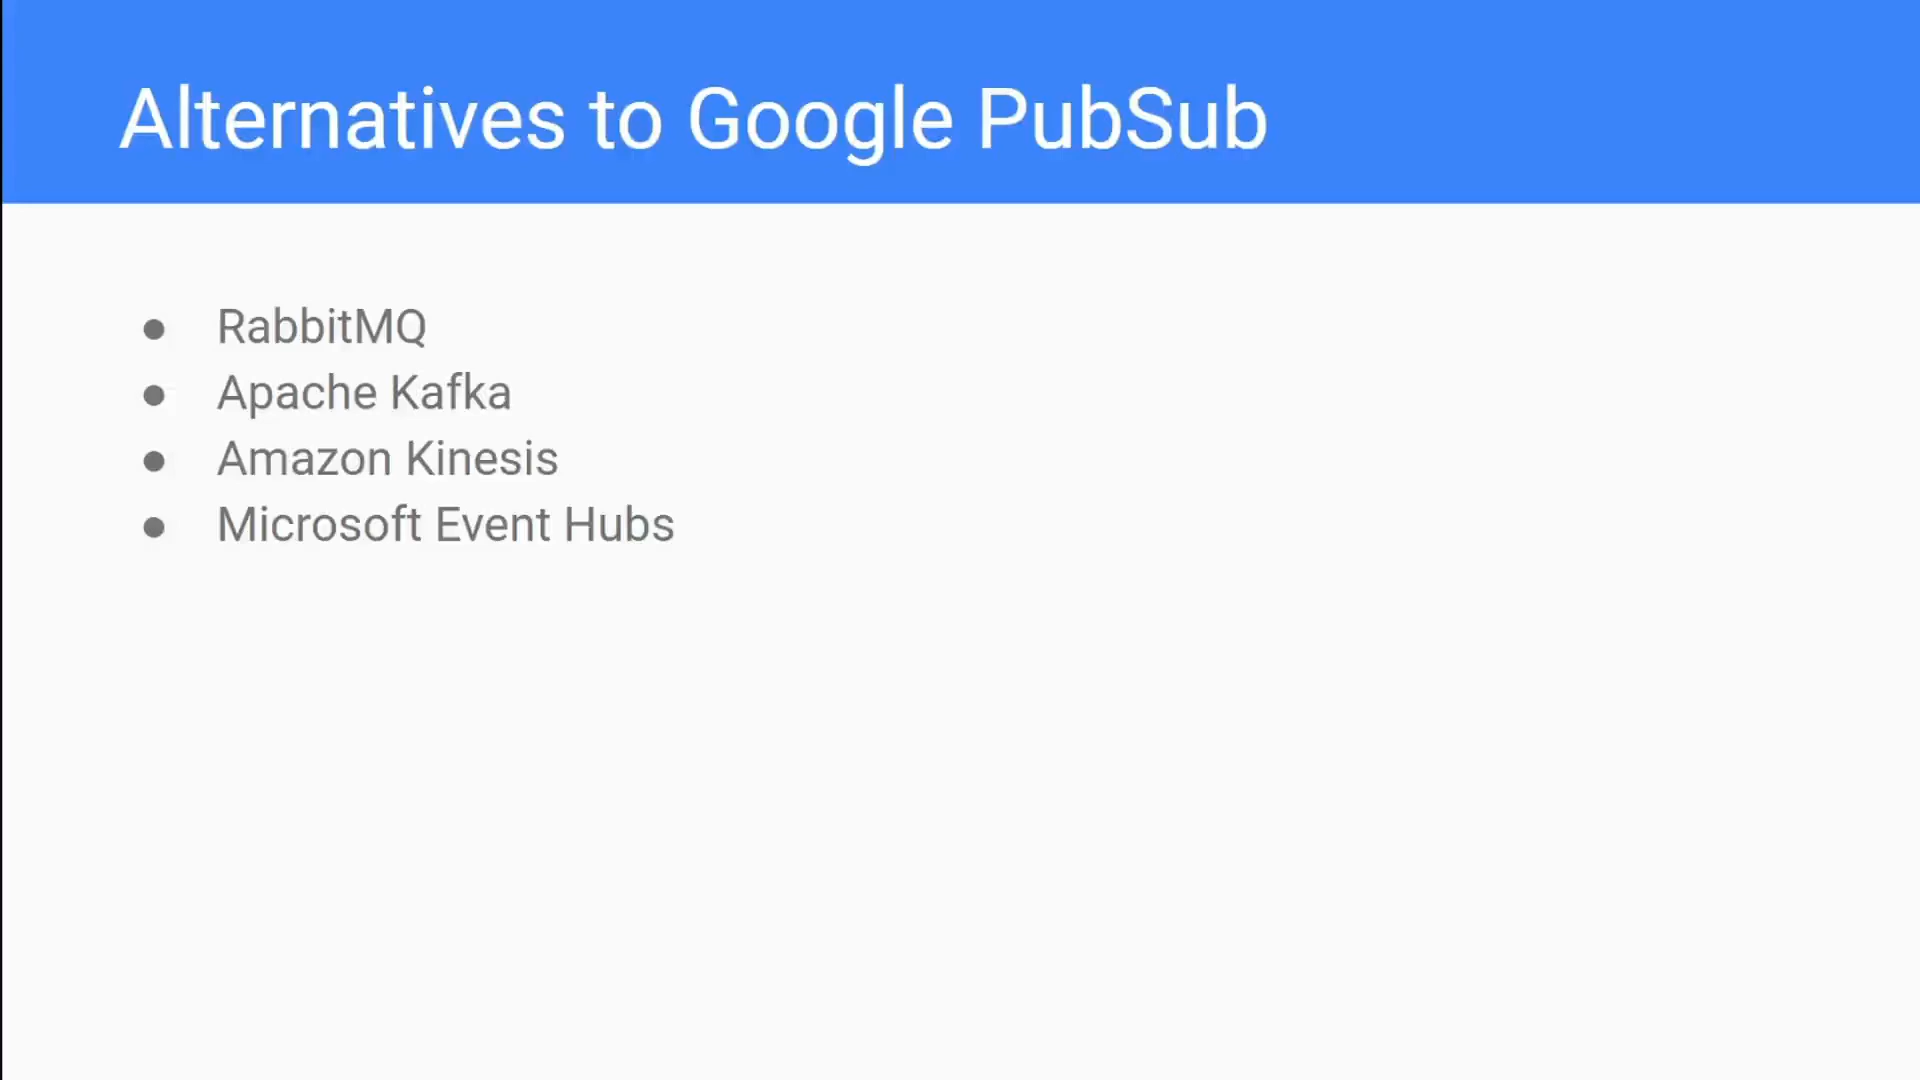 Alternatives to Google PubSub
● RabbitMQ
● Apache Kafka
● Amazon Kinesis
● Microsoft Event Hubs